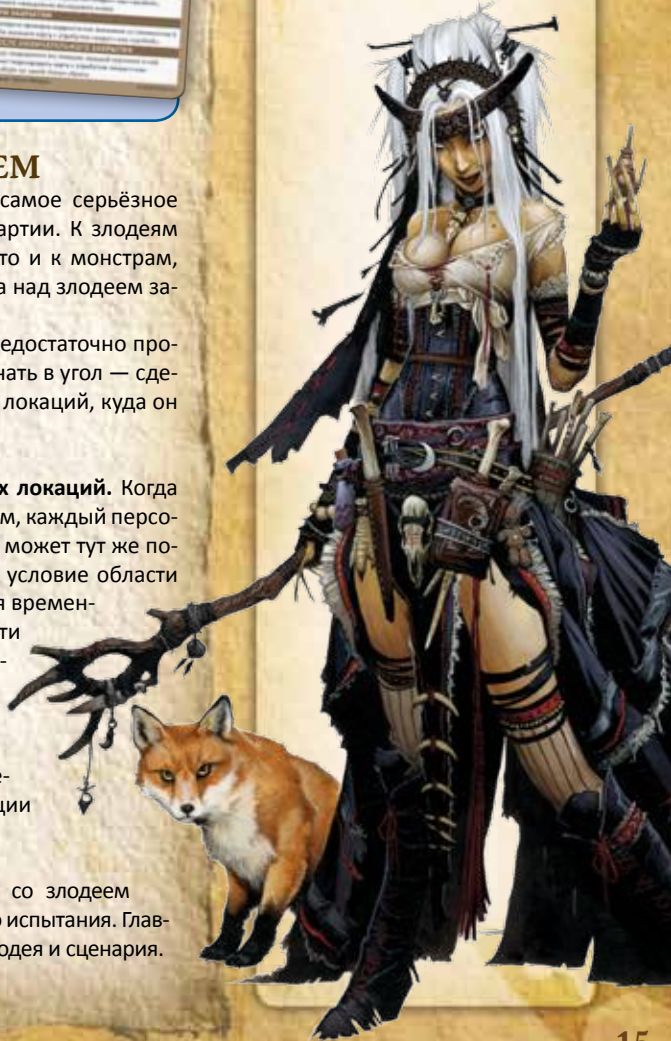 ЕМ
самое серьёзное
артии. К злодеям
то и к монстрам,
а над злодеем за-
едостаточно про-
нать в угол — сде-
локаций, куда он
х локаций. Когда
м, каждый персо-
может тут же по-
условие области
я времен-
ти
-
е-
ции
со злодеем
о испытания. Глав-
одея и сценария.
15